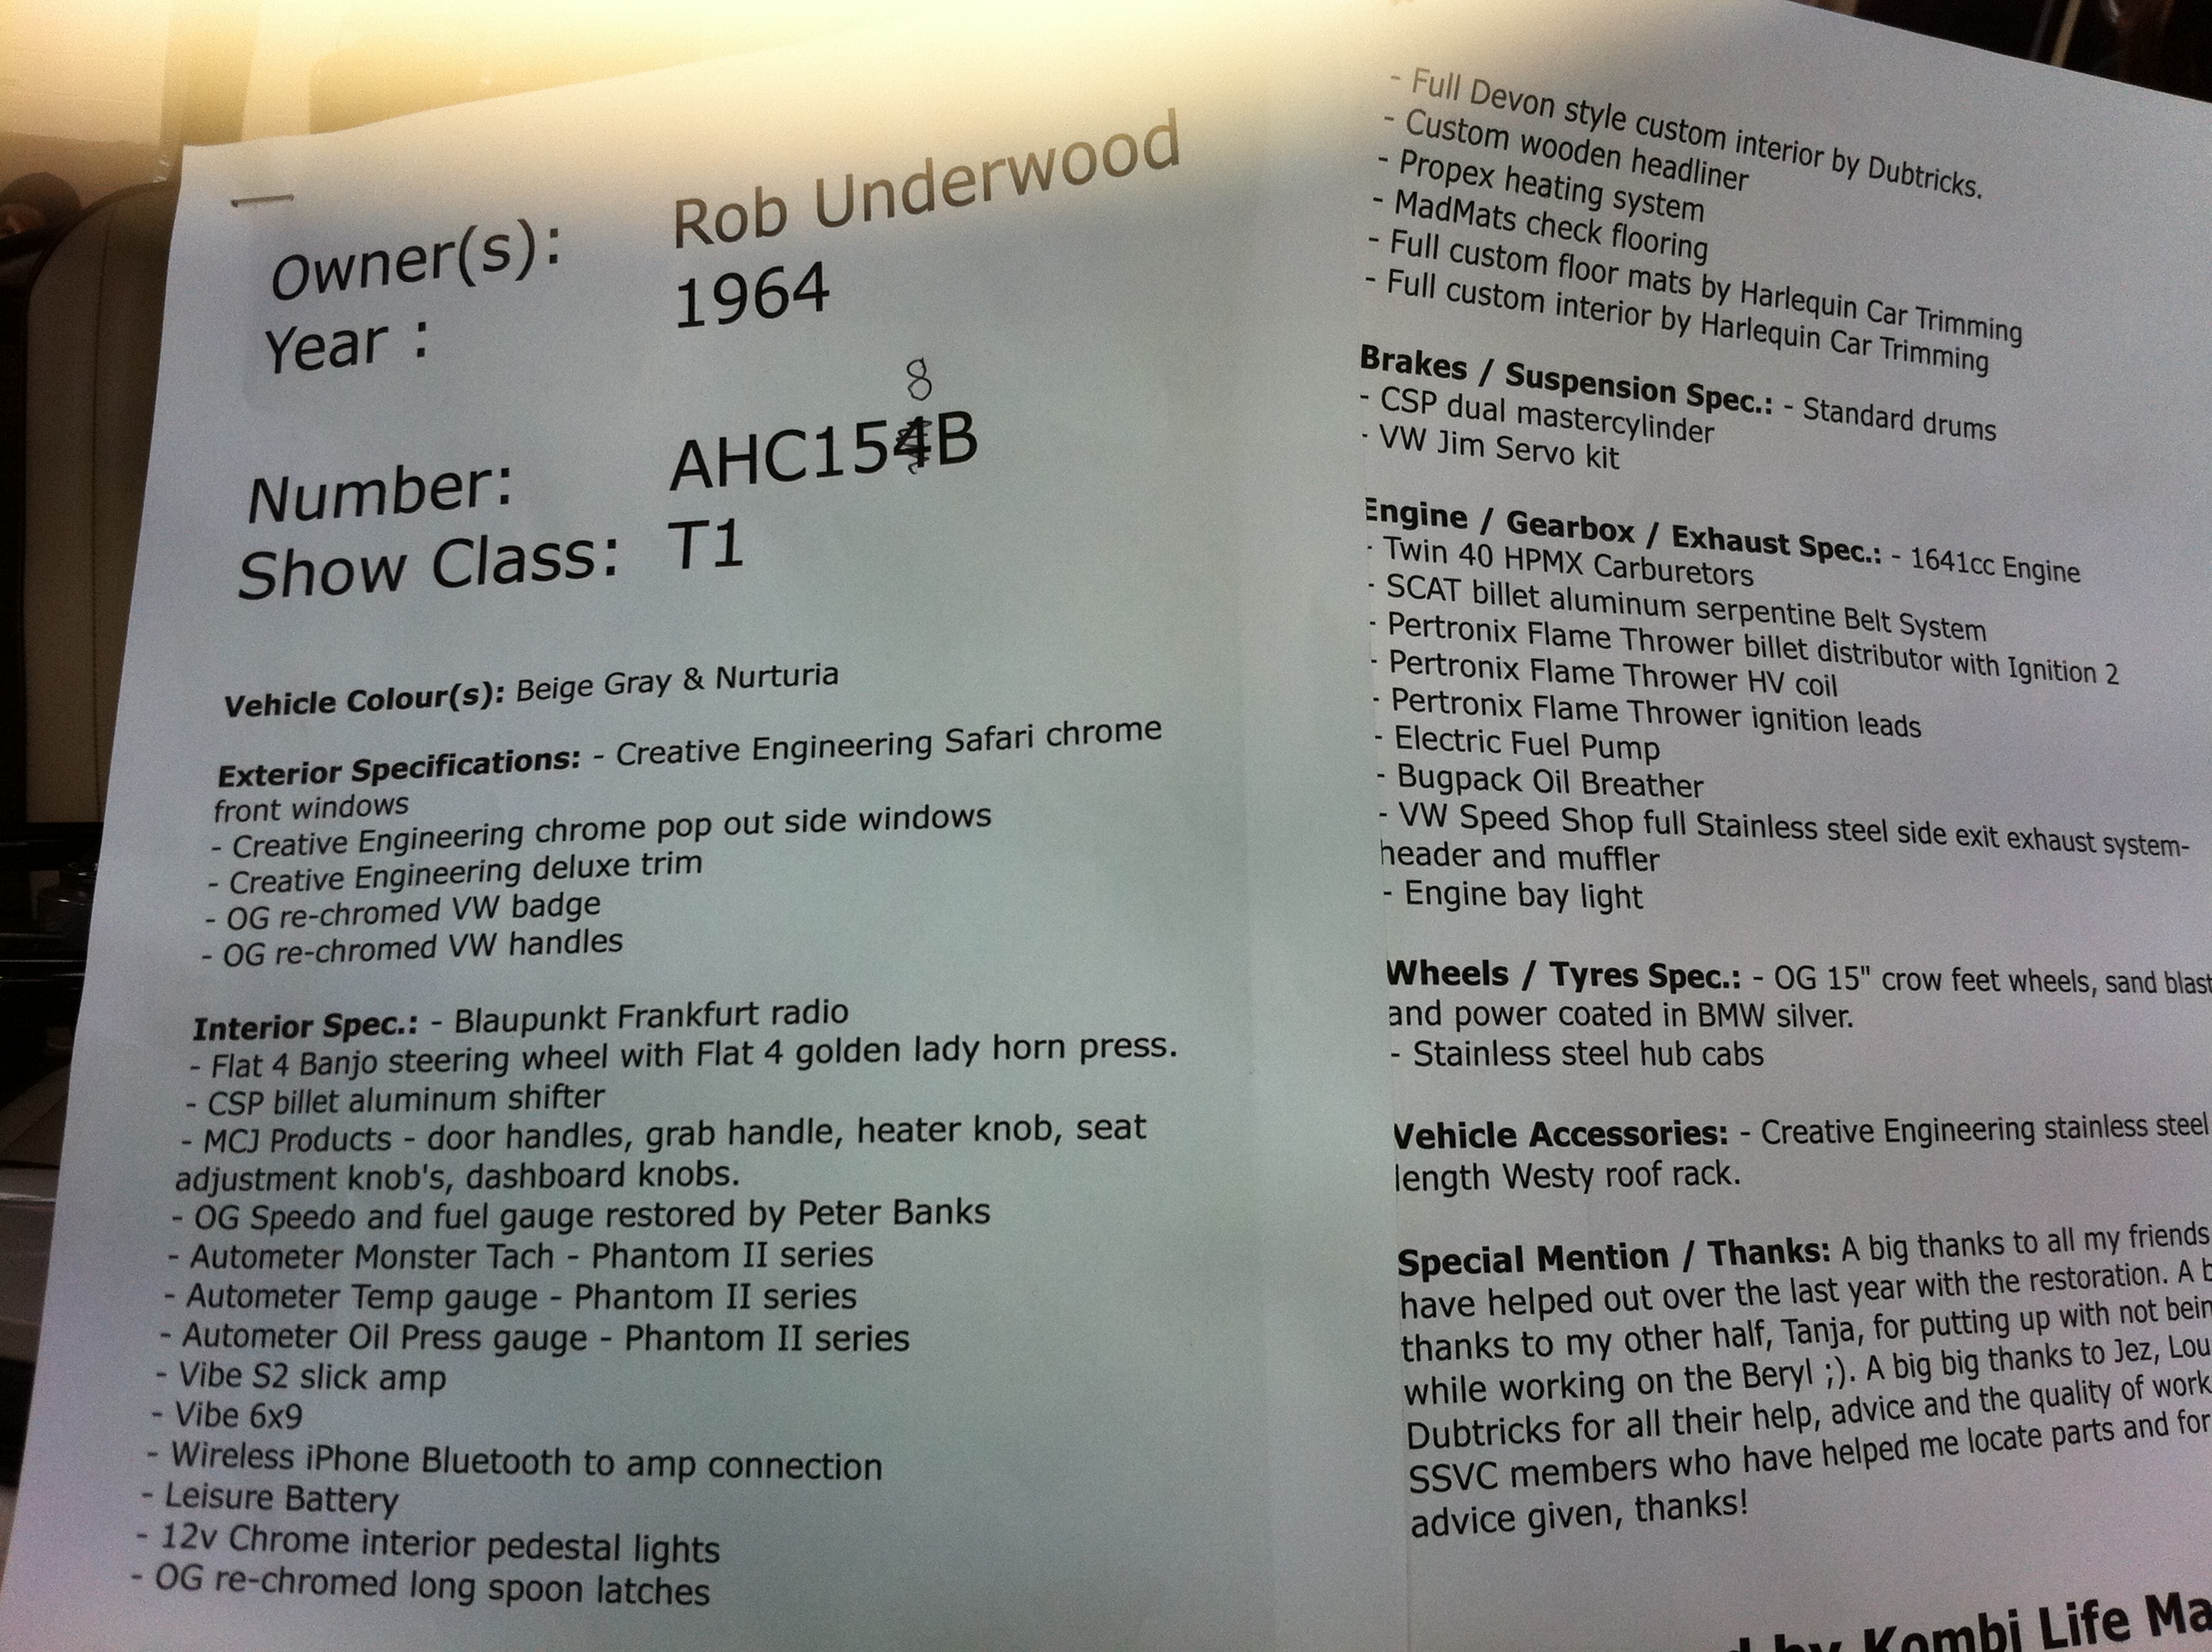 Owner(s): Rob Underwood
Year : 1964
8
Number: AHC154B
Show Class: T1
Vehicle Colour(s): Beige Gray & Nurturia
Exterior Specifications: - Creative Engineering Safari chrome
front windows
- Creative Engineering chrome pop out side windows
- Creative Engineering deluxe trim
- OG re-chromed VW badge
- OG re-chromed VW handles
Interior Spec.: - Blaupunkt Frankfurt radio
- Flat 4 Banjo steering wheel with Flat 4 golden lady horn press.
- CSP billet aluminum shifter
- MCJ Products - door handles, grab handle, heater knob, seat
adjustment knob's, dashboard knobs.
- OG Speedo and fuel gauge restored by Peter Banks
- Autometer Monster Tach - Phantom II series
- Autometer Temp gauge - Phantom II series
- Autometer Oil Press gauge - Phantom II series
- Vibe S2 slick amp
- Vibe 6x9
- Wireless iPhone Bluetooth to amp connection
- Leisure Battery
- 12v Chrome interior pedestal lights
- OG re-chromed long spoon latches
- Full Devon style custom interior by Dubtricks.
- Custom wooden headliner
- Propex heating system
- MadMats check flooring
- Full custom floor mats by Harlequin Car Trimming
- Full custom interior by Harlequin Car Trimming
Brakes / Suspension Spec.: - Standard drums
- CSP dual mastercylinder
- VW Jim Servo kit
Engine / Gearbox / Exhaust Spec.: - 1641cc Engine
- Twin 40 HPMX Carburetors
- SCAT billet aluminum serpentine Belt System
- Pertronix Flame Thrower billet distributor with Ignition 2
- Pertronix Flame Thrower HV coil
- Pertronix Flame Thrower ignition leads
- Electric Fuel Pump
- Bugpack Oil Breather
- VW Speed Shop full Stainless steel side exit exhaust system-
header and muffler
- Engine bay light
Wheels / Tyres Spec.: - OG 15" crow feet wheels, sand blast
and power coated in BMW silver.
- Stainless steel hub cabs
Vehicle Accessories: - Creative Engineering stainless steel
length Westy roof rack.
Special Mention / Thanks: A big thanks to all my friends
have helped out over the last year with the restoration. A b
thanks to my other half, Tanja, for putting up with not bein
while working on the Beryl ;). A big big thanks to Jez, Lou
Dubtricks for all their help, advice and the quality of work
SSVC members who have helped me locate parts and for
advice given, thanks!
by Kombi Life Ma